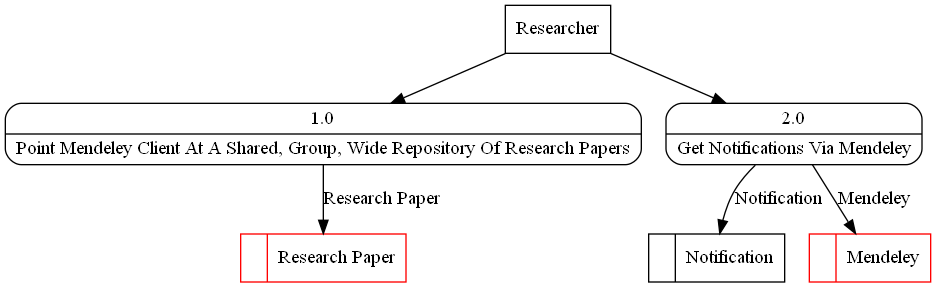 Researcher
1.0
Point Mendeley Client At A Shared, Group, Wide Repository Of Research Papers
2.0
Get Notifications Via Mendeley
Research Paper
Notification
Mendeley
Research Paper
Notification
Mendeley